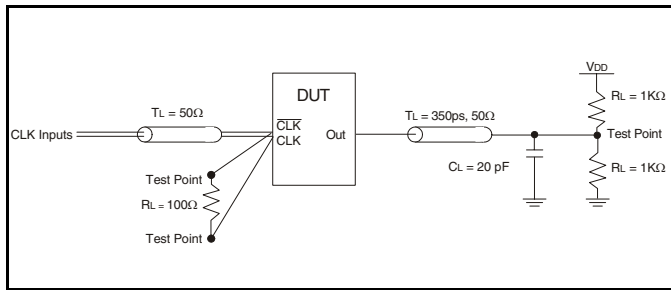 VDD
RL = 1KΩ
DUT
TL = 50Ω
CLK
TL = 350ps, 50Ω
CLK Inputs
CLK
Out
Test Point
CL = 20 pF
RL = 1KΩ
Test Point
RL = 100Ω
Test Point